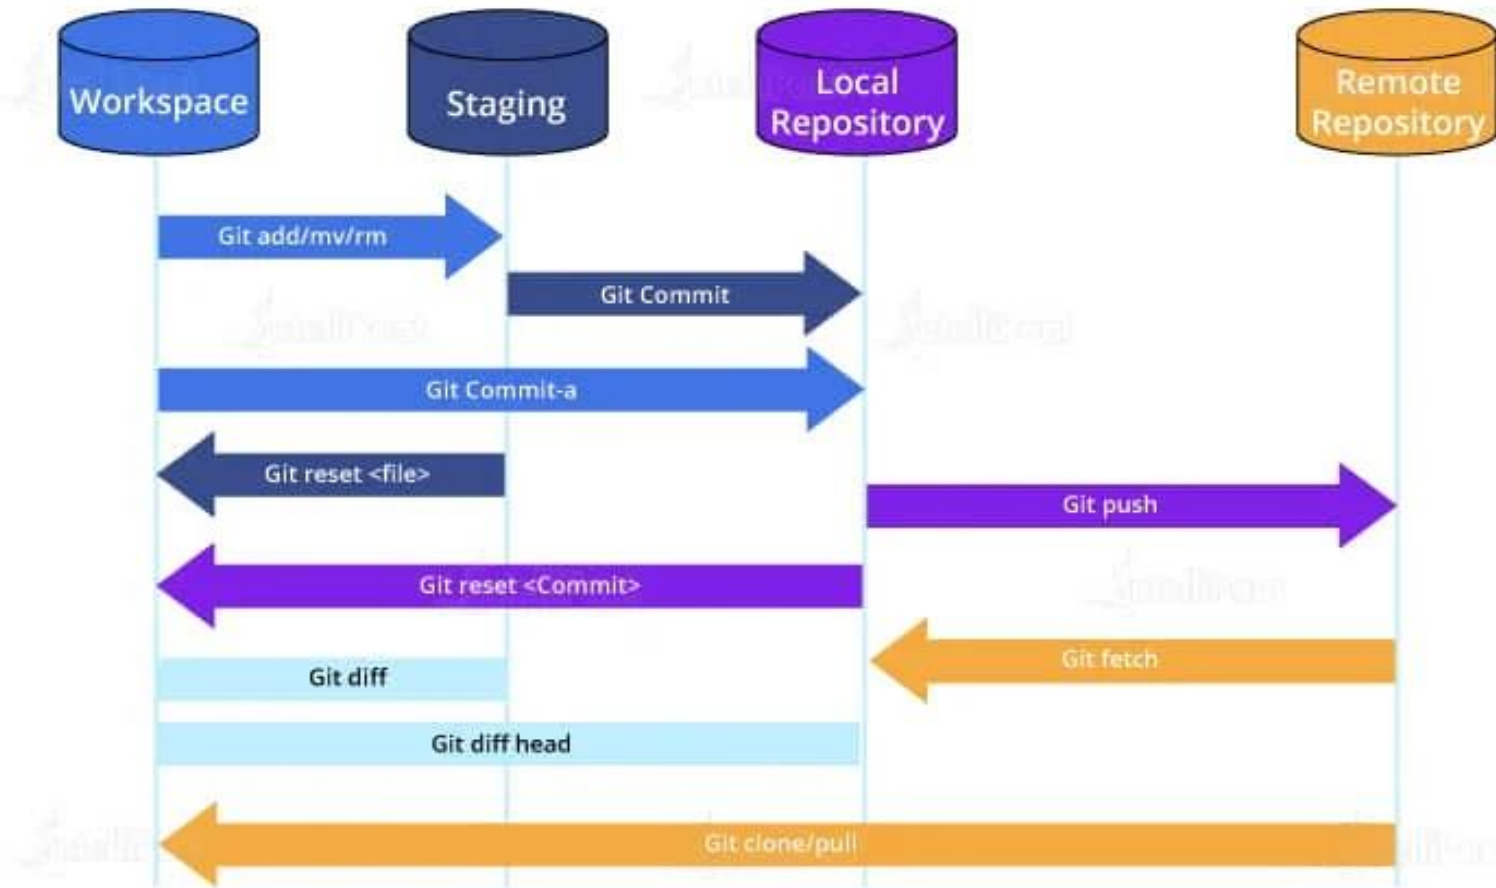 Workspace
Staging
Local
Repository
Remote
Repository
Git add/mv/rm
Git Commit
Git Commit-a
Git reset <file>
Git push
Git reset <Commit>
Git fetch
Git diff
Git diff head
Git clone/pull